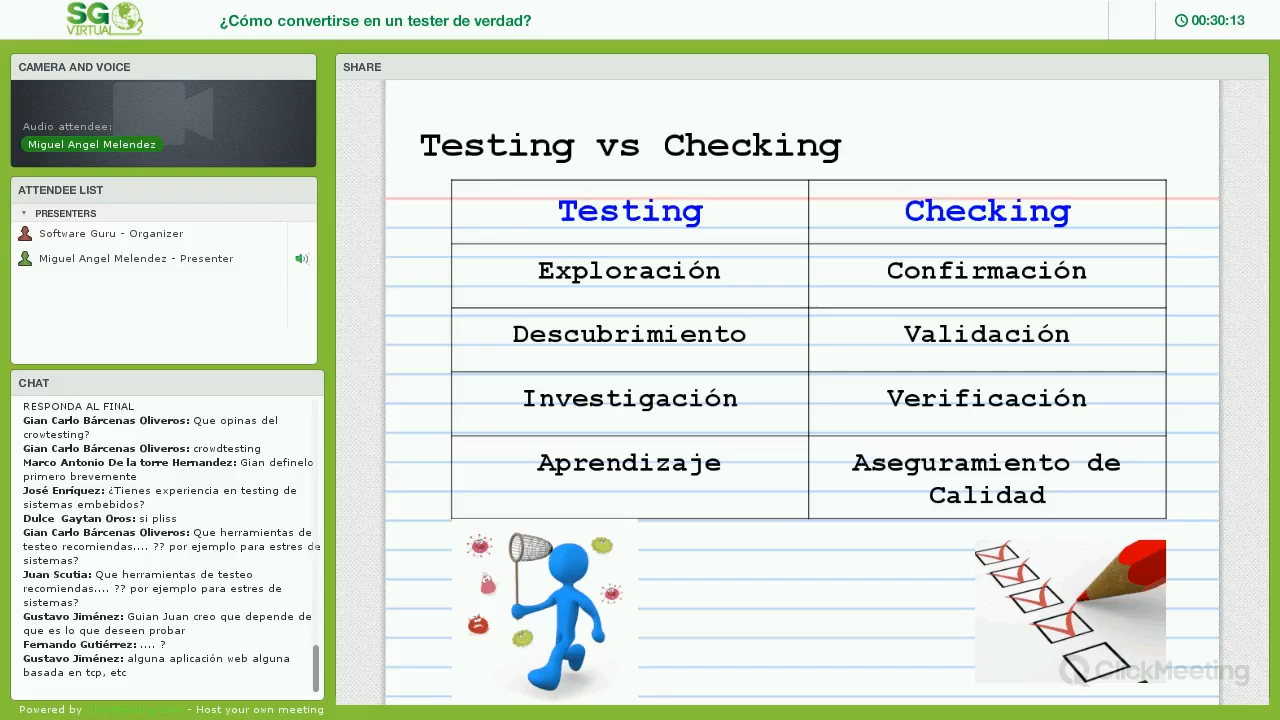 SG
VIRTUAL
¿Cómo convertirse en un tester de verdad?
00:30:13
CAMERA AND VOICE
Audio attendee:
Miguel Angel Melendez
ATTENDEE LIST
PRESENTERS
Software Guru - Organizer
Miguel Angel Melendez - Presenter
CHAT
RESPONDA AL FINAL
Gian Carlo Bárcenas Oliveros: Que opinas del
crowtesting?
Gian Carlo Bárcenas Oliveros: crowdtesting
Marco Antonio De la torre Hernandez: Gian definelo
primero brevemente
José Enríquez: ¿Tienes experiencia en testing de
sistemas embebidos?
Dulce Gaytan Oros: si pliss
Gian Carlo Bárcenas Oliveros: Que herramientas de
testeo recomiendas.... ?? por ejemplo para estres de
sistemas?
Juan Scutia: Que herramientas de testeo
recomiendas.... ?? por ejemplo para estres de
sistemas?
Gustavo Jiménez: Guian Juan creo que depende de
que es lo que deseen probar
Fernando Gutiérrez: .... ?
Gustavo Jiménez: alguna aplicación web alguna
basada en tcp, etc
Powered by ClickMeeting.com - Host your own meeting
SHARE
Testing vs Checking
Testing Checking
Exploración Confirmación
Descubrimiento Validación
Investigación Verificación
Aprendizaje Aseguramiento de
Calidad
ClickMeeting